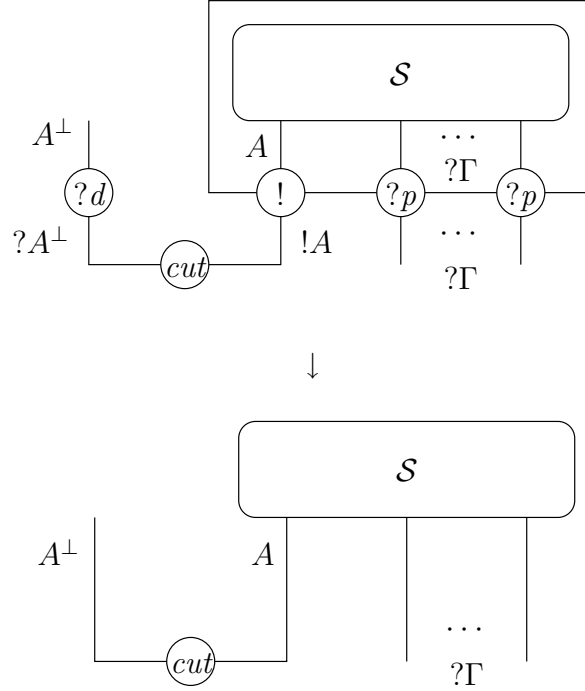 𝒮
A^⊥ A ⋯
?Γ
?d ! ?p ?p
?A^⊥ !A ⋯
cut ?Γ
↓
𝒮
A^⊥ A
cut ⋯
?Γ